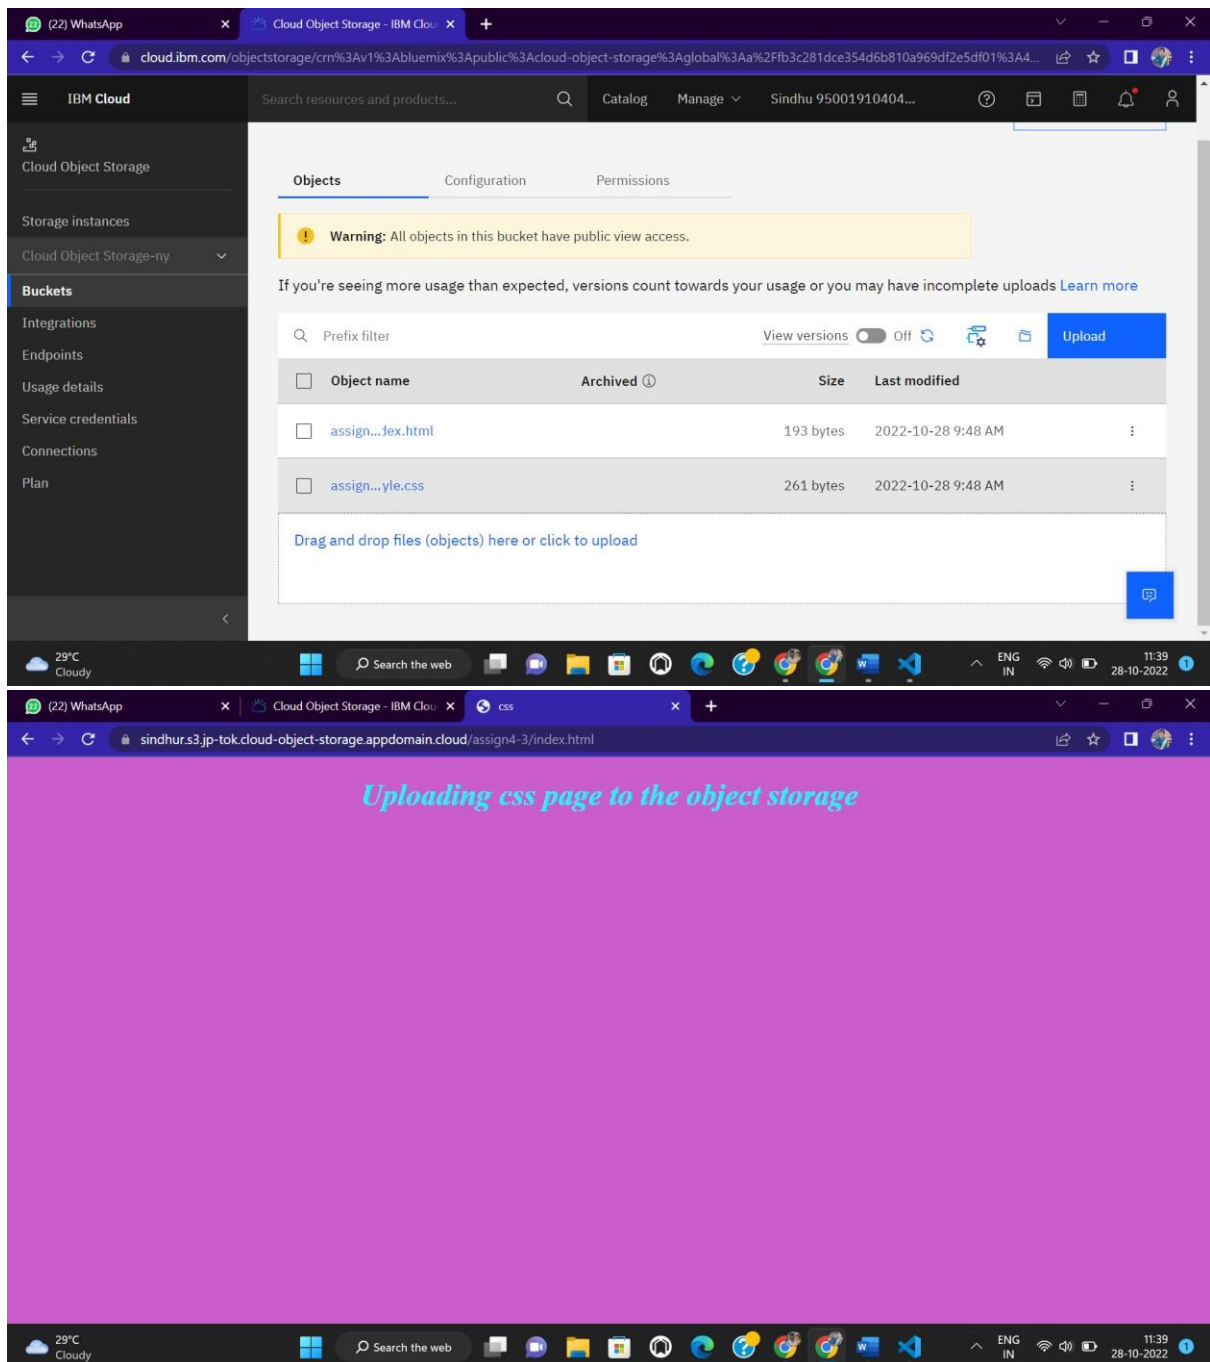 (22) WhatsApp
Cloud Object Storage - IBM Clou
cloud.ibm.com/objectstorage/crn%3Av1%3Abluemix%3Apublic%3Acloud-object-storage%3Aglobal%3Aa%2Ffb3c281dce354d6b810a969df2e5df01%3A4...
IBM Cloud
Search resources and products...
Catalog
Manage
Sindhu 95001910404...
Cloud Object Storage
Storage instances
Cloud Object Storage-ny
Buckets
Integrations
Endpoints
Usage details
Service credentials
Connections
Plan
Objects
Configuration
Permissions
Warning: All objects in this bucket have public view access.
If you're seeing more usage than expected, versions count towards your usage or you may have incomplete uploads Learn more
Prefix filter
View versions
Off
Upload
Object name
Archived
Size
Last modified
assign...dex.html
193 bytes
2022-10-28 9:48 AM
assign...yle.css
261 bytes
2022-10-28 9:48 AM
Drag and drop files (objects) here or click to upload
29°C
Cloudy
Search the web
ENG
IN
11:39
28-10-2022
1
(22) WhatsApp
Cloud Object Storage - IBM Clou
css
sindhur.s3.jp-tok.cloud-object-storage.appdomain.cloud/assign4-3/index.html
Uploading css page to the object storage
29°C
Cloudy
Search the web
ENG
IN
11:39
28-10-2022
1